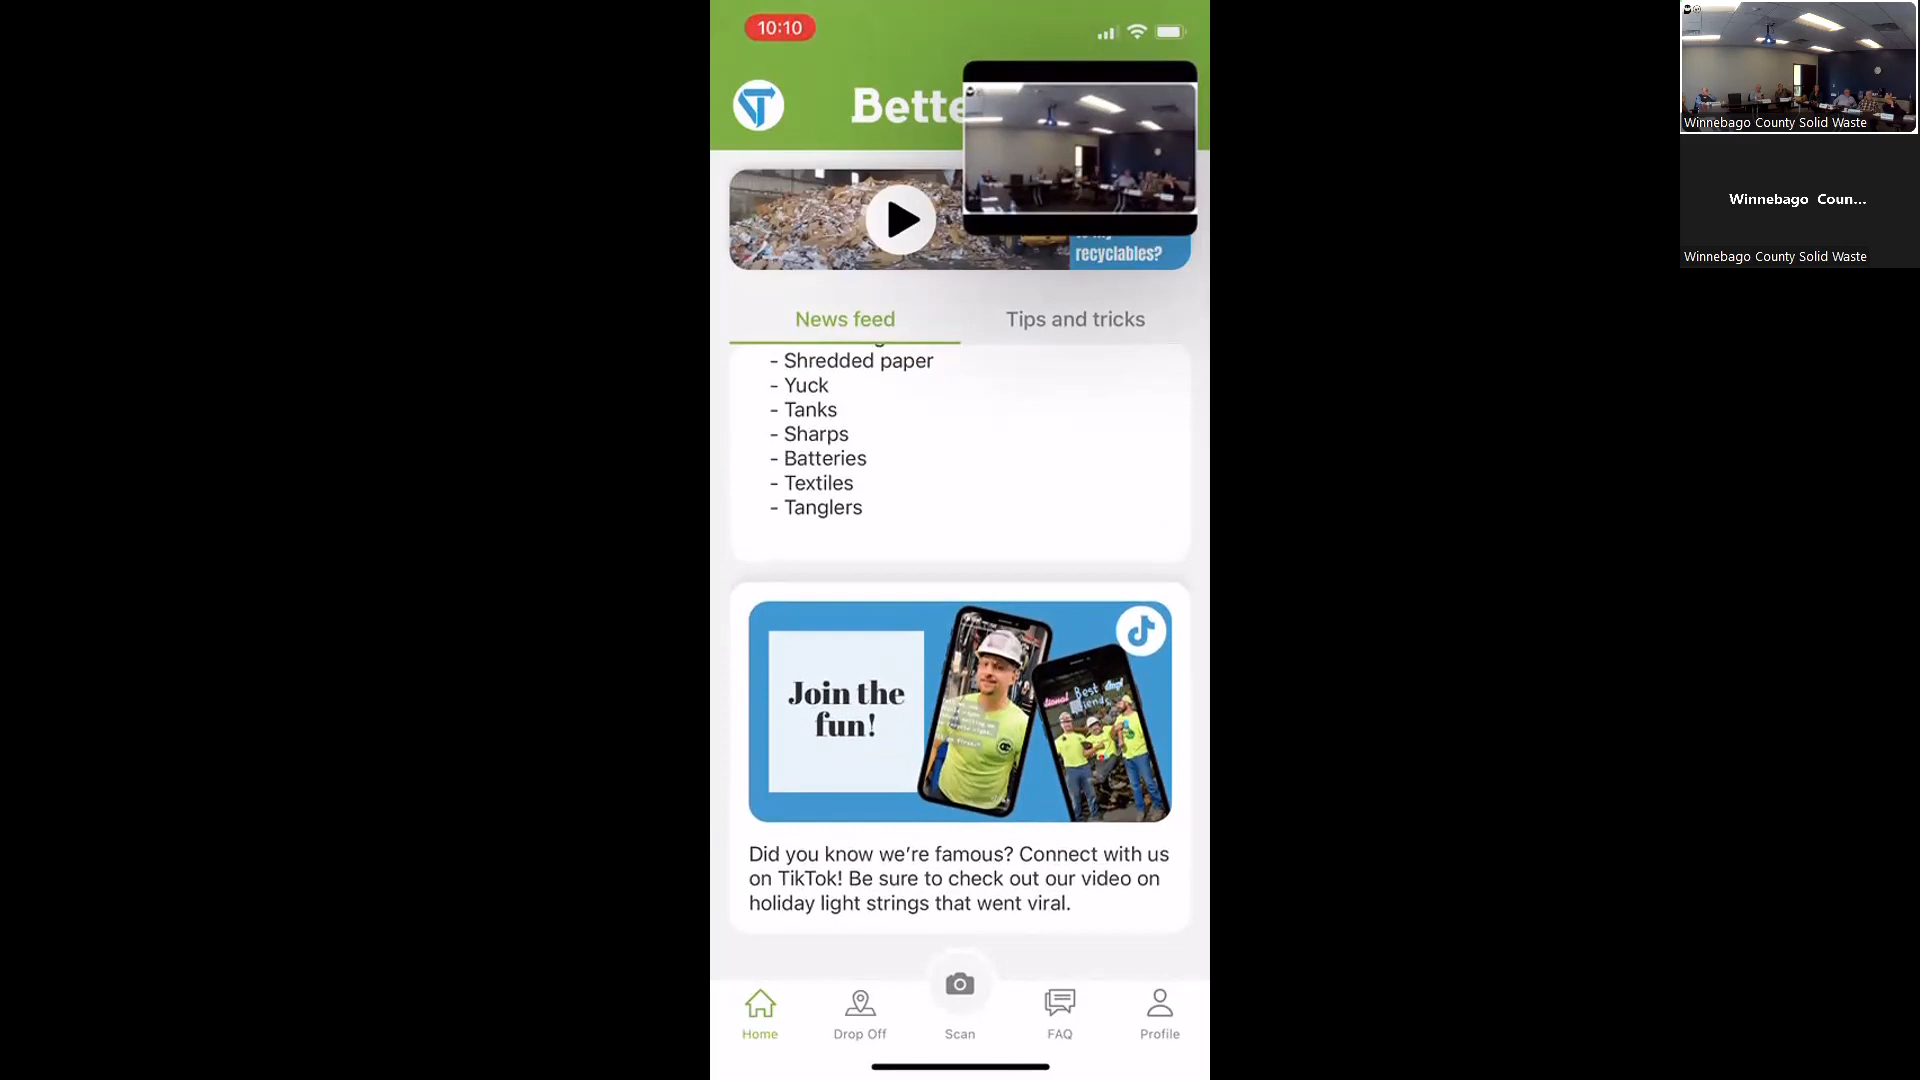 10:10
Bette
recyclables?
News feed
Tips and tricks
- Shredded paper
- Yuck
- Tanks
- Sharps
- Batteries
- Textiles
- Tanglers
Join the
fun!
Best
Did you know we're famous? Connect with us
on TikTok! Be sure to check out our video on
holiday light strings that went viral.
Home
Drop Off
Scan
FAQ
Profile
Winnebago County Solid Waste
Winnebago Coun...
Winnebago County Solid Waste